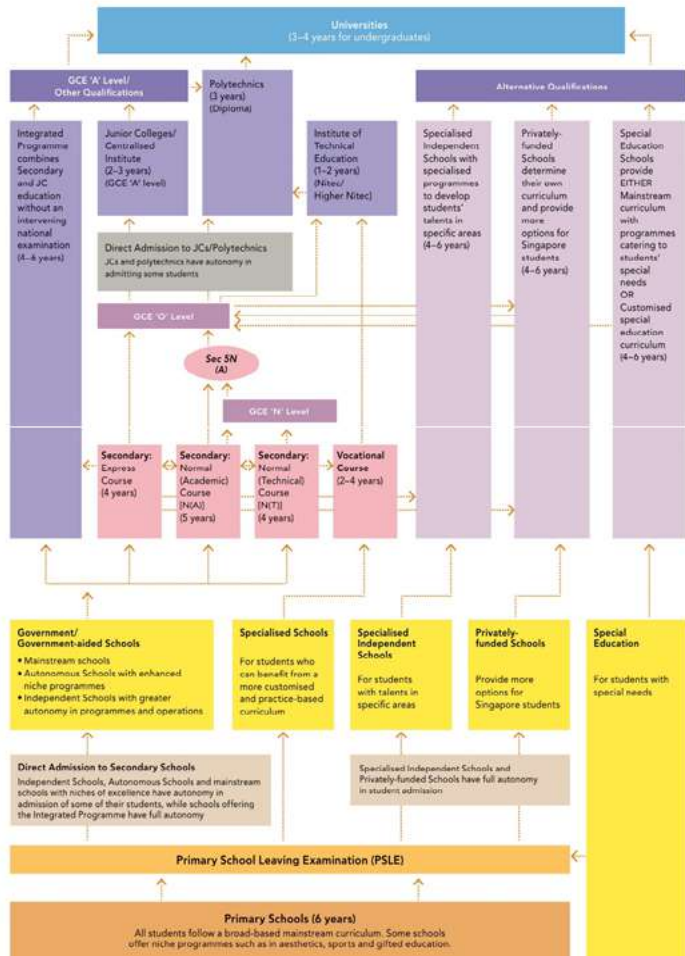 Universities
(3–4 years for undergraduates)
GCE 'A' Level/
Other Qualifications
Polytechnics
(3 years)
(Diploma)
Alternative Qualifications
Integrated
Programme
combines
Secondary
and JC
education
without an
intervening
national
examination
(4–6 years)
Junior Colleges/
Centralised
Institute
(2–3 years)
(GCE 'A' level)
Institute of
Technical
Education
(1–2 years)
(Nitec/
Higher Nitec)
Specialised
Independent
Schools with
specialised
programmes
to develop
students'
talents in
specific areas
(4–6 years)
Privately-
funded
Schools
determine
their own
curriculum
and provide
more
options for
Singapore
students
(4–6 years)
Special
Education
Schools
provide
EITHER
Mainstream
curriculum
with
programmes
catering to
students'
special
needs
OR
Customised
special
education
curriculum
(4–6 years)
Direct Admission to JCs/Polytechnics
JCs and polytechnics have autonomy in
admitting some students
GCE 'O' Level
Sec 5N
(A)
GCE 'N' Level
Secondary:
Express
Course
(4 years)
Secondary:
Normal
(Academic)
Course
[N(A)]
(5 years)
Secondary:
Normal
(Technical)
Course
[N(T)]
(4 years)
Vocational
Course
(2–4 years)
Government/
Government-aided Schools
• Mainstream schools
• Autonomous Schools with enhanced
niche programmes
• Independent Schools with greater
autonomy in programmes and operations
Specialised Schools
For students who
can benefit from a
more customised
and practice-based
curriculum
Specialised
Independent
Schools
For students
with talents in
specific areas
Privately-
funded Schools
Provide more
options for
Singapore students
Special
Education
For students with
special needs
Direct Admission to Secondary Schools
Independent Schools, Autonomous Schools and mainstream
schools with niches of excellence have autonomy in
admission of some of their students, while schools offering
the Integrated Programme have full autonomy
Specialised Independent Schools and
Privately-funded Schools have full autonomy
in student admission
Primary School Leaving Examination (PSLE)
Primary Schools (6 years)
All students follow a broad-based mainstream curriculum. Some schools
offer niche programmes such as in aesthetics, sports and gifted education.